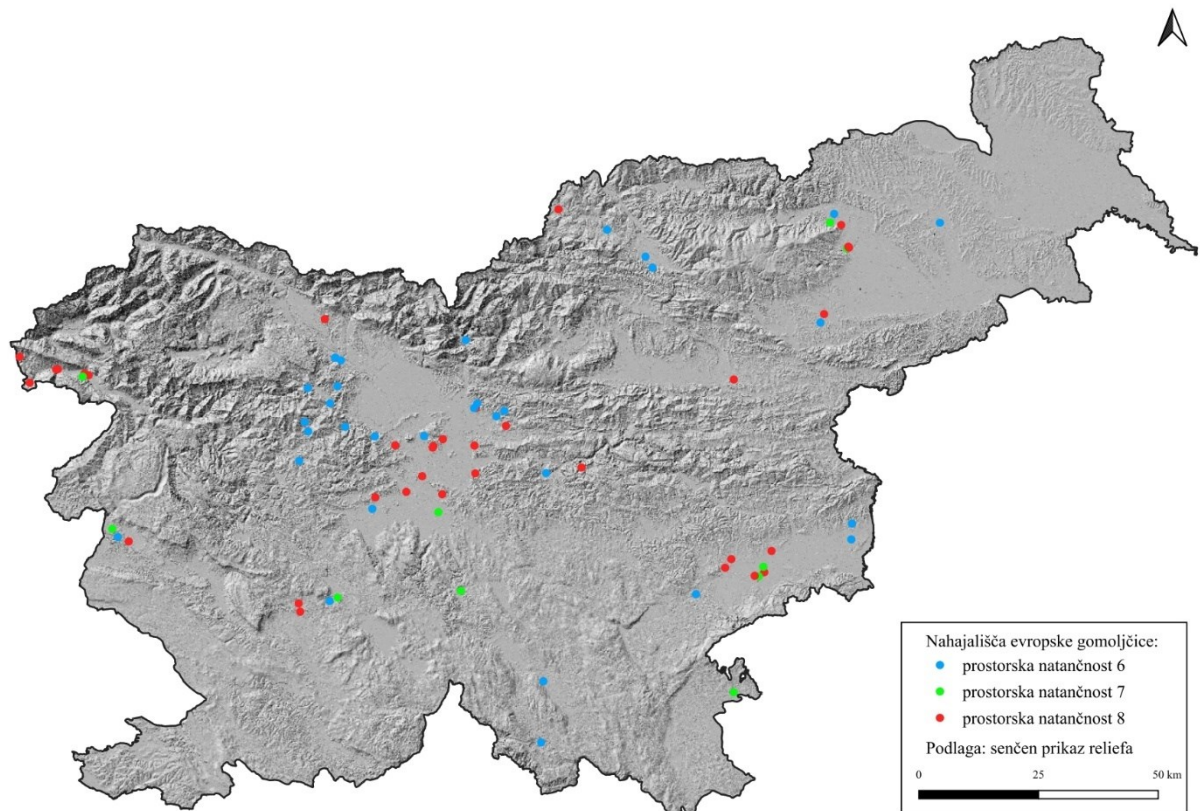 Nahajališča evropske gomoljčice:
prostorska natančnost 6
prostorska natančnost 7
prostorska natančnost 8
Podlaga: senčen prikaz reliefa
0 25 50 km